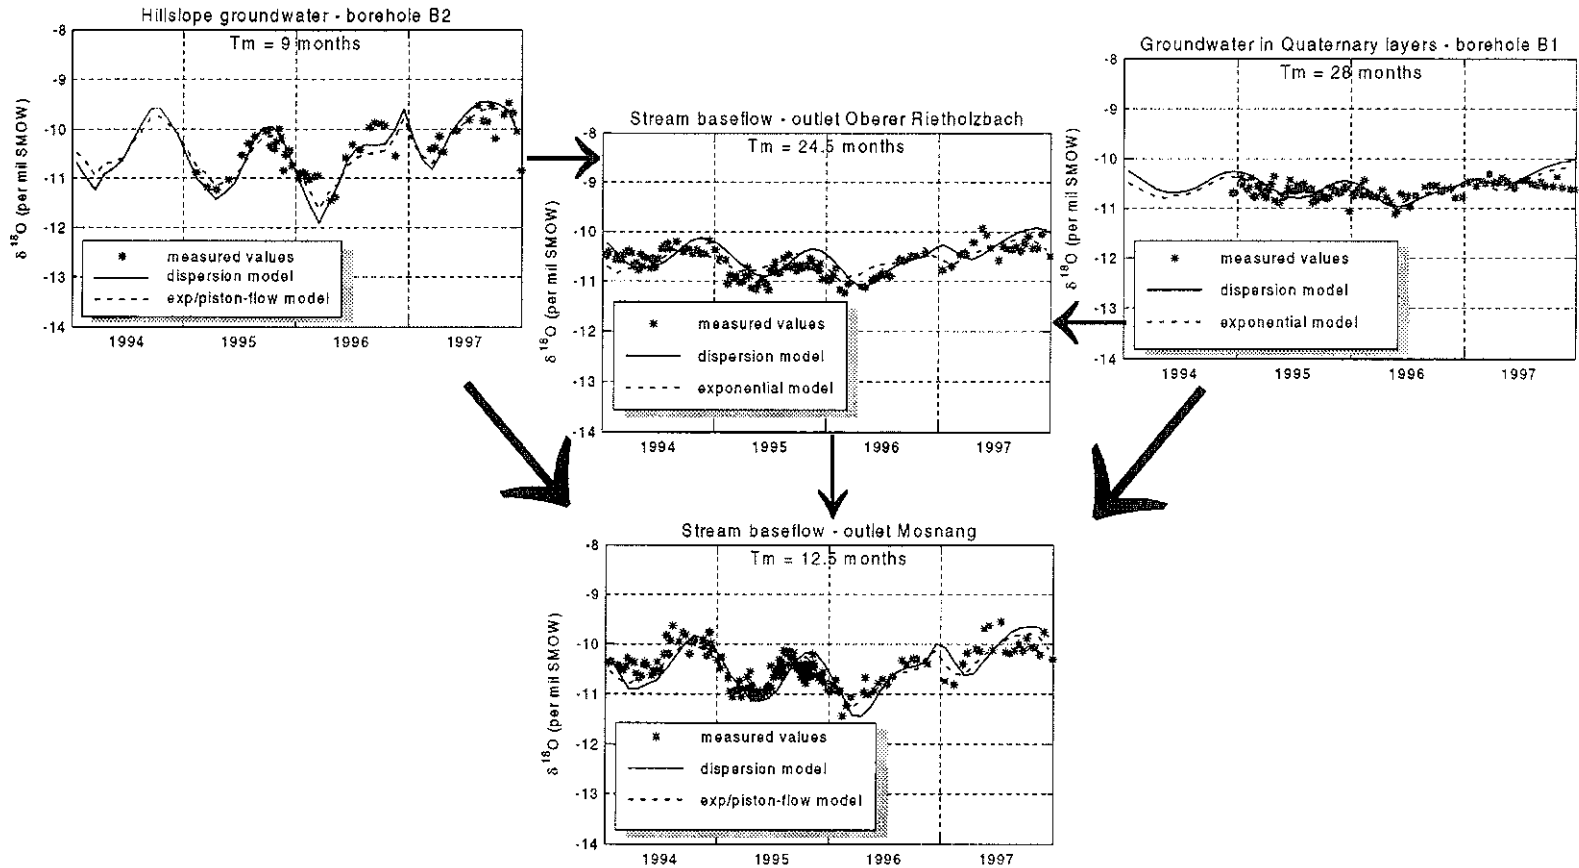 Hillslope groundwater - borehole B2
Tm = 9 months
δ 18O (per mil SMOW)
-8
-9
-10
-11
-12
-13
-14
measured values
dispersion model
exp/piston-flow model
1994
1995
1996
1997
Stream baseflow - outlet Oberer Rietholzbach
Tm = 24.5 months
δ 18O (per mil SMOW)
-8
-9
-10
-11
-12
-13
-14
measured values
dispersion model
exponential model
1994
1995
1996
1997
Groundwater in Quaternary layers - borehole B1
Tm = 28 months
δ 18O (per mil SMOW)
-8
-9
-10
-11
-12
-13
-14
measured values
dispersion model
exponential model
1994
1995
1996
1997
Stream baseflow - outlet Mosnang
Tm = 12.5 months
δ 18O (per mil SMOW)
-8
-9
-10
-11
-12
-13
-14
measured values
dispersion model
exp/piston-flow model
1994
1995
1996
1997